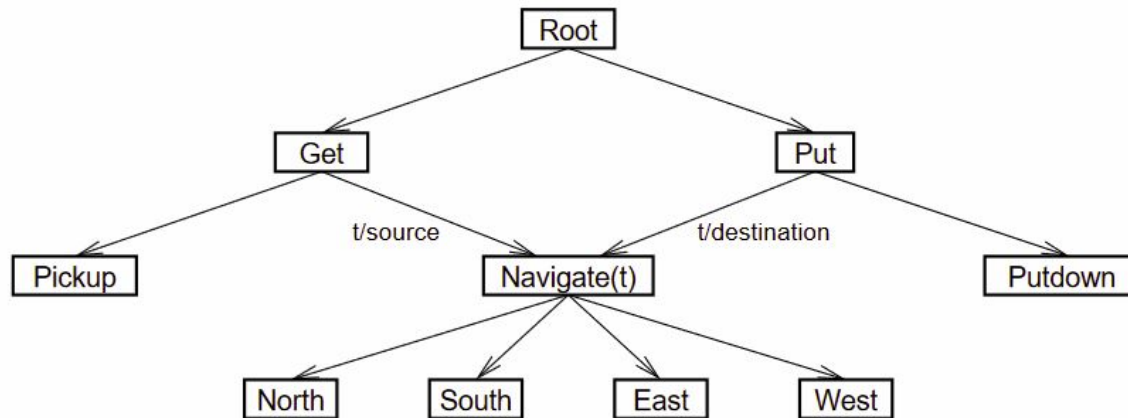 Root
Get
Put
t/source
t/destination
Pickup
Navigate(t)
Putdown
North
South
East
West